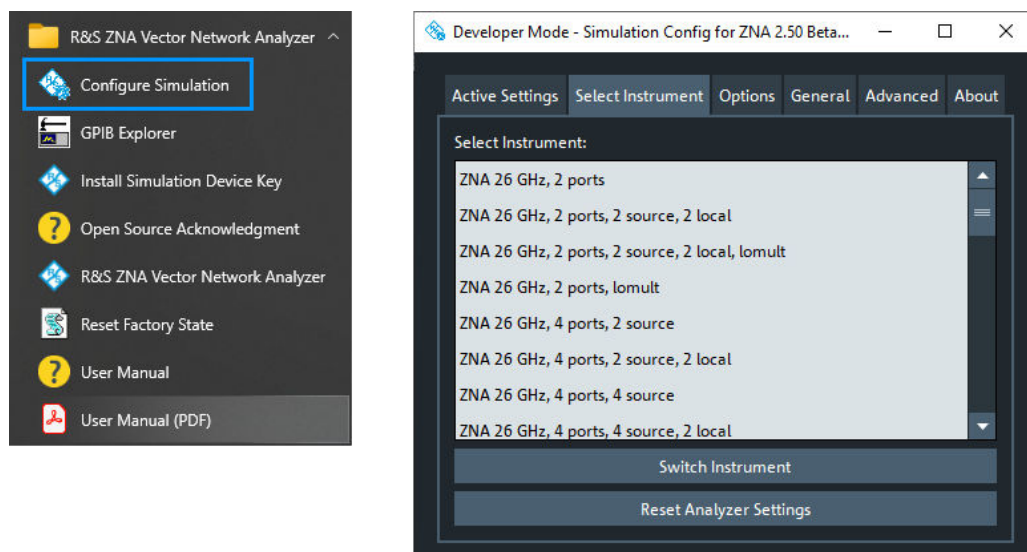 R&S ZNA Vector Network Analyzer
Configure Simulation
GPIB Explorer
Install Simulation Device Key
Open Source Acknowledgment
R&S ZNA Vector Network Analyzer
Reset Factory State
User Manual
User Manual (PDF)
Developer Mode - Simulation Config for ZNA 2.50 Beta...
Active Settings Select Instrument Options General Advanced About
Select Instrument:
ZNA 26 GHz, 2 ports
ZNA 26 GHz, 2 ports, 2 source, 2 local
ZNA 26 GHz, 2 ports, 2 source, 2 local, lomult
ZNA 26 GHz, 2 ports, lomult
ZNA 26 GHz, 4 ports, 2 source
ZNA 26 GHz, 4 ports, 2 source, 2 local
ZNA 26 GHz, 4 ports, 4 source
ZNA 26 GHz, 4 ports, 4 source, 2 local
Switch Instrument
Reset Analyzer Settings